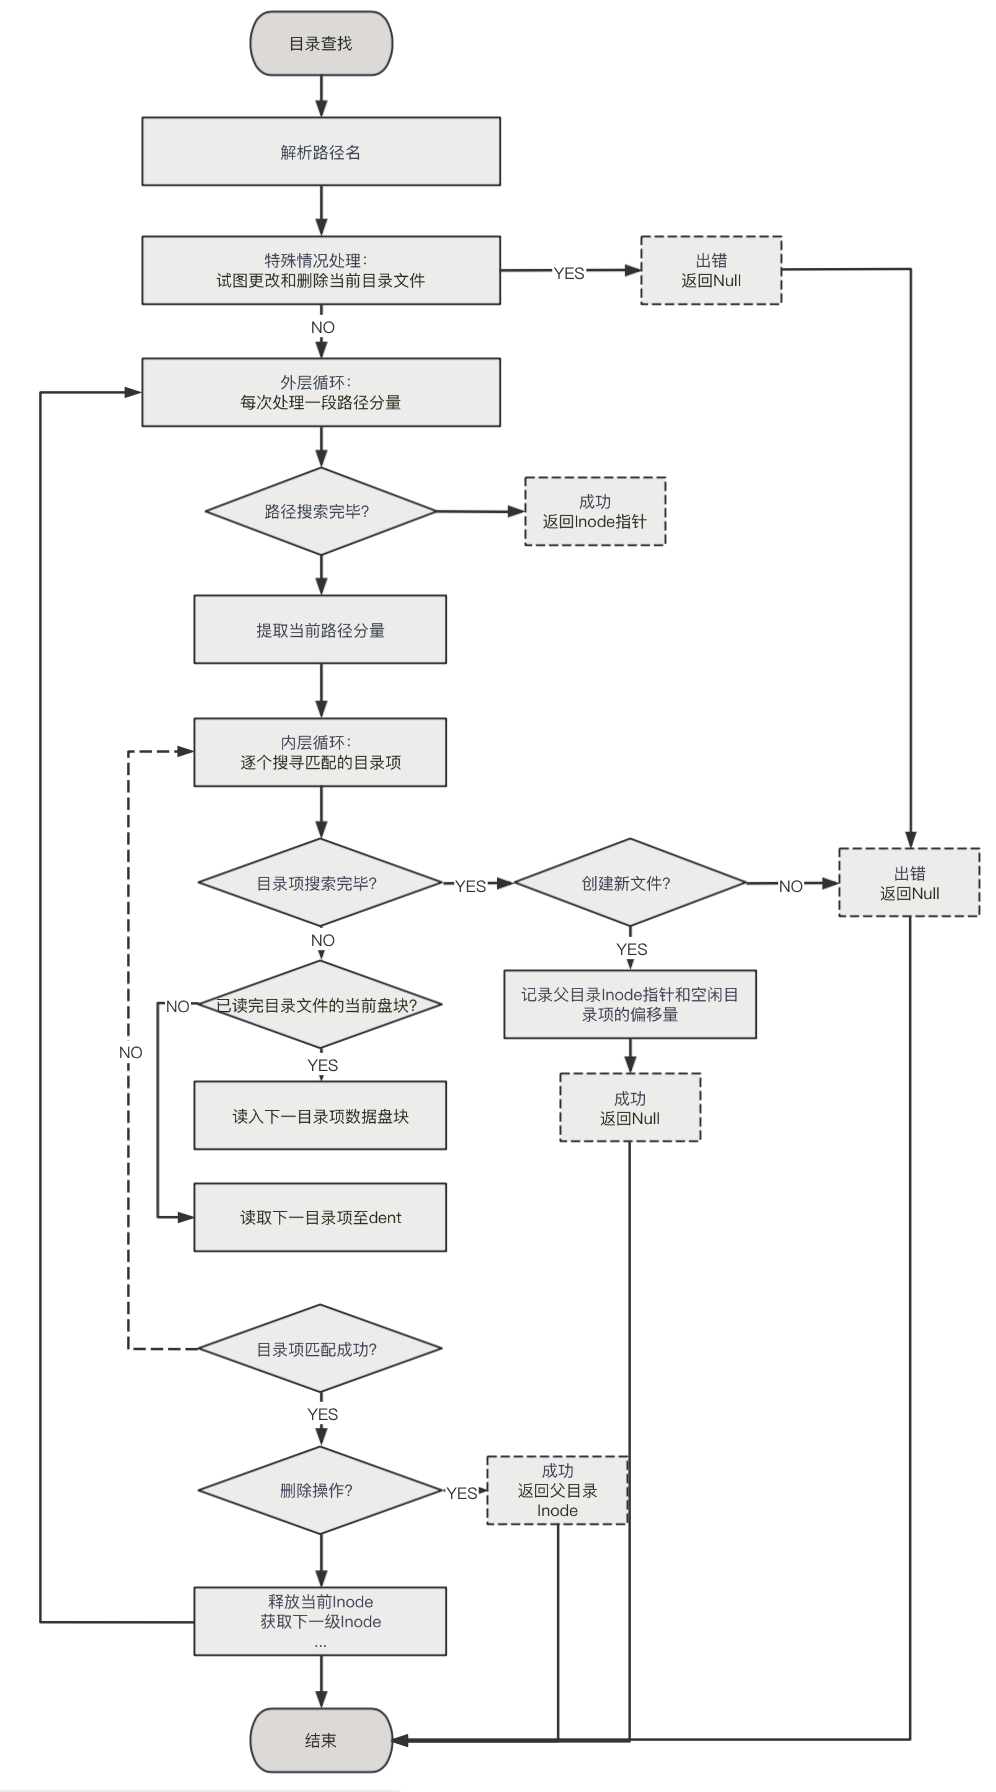 目录查找
解析路径名
特殊情况处理：
试图更改和删除当前目录文件
YES
出错
返回Null
NO
外层循环：
每次处理一段路径分量
路径搜索完毕？
成功
返回Inode指针
提取当前路径分量
内层循环：
逐个搜寻匹配的目录项
目录项搜索完毕？
YES
创建新文件？
NO
出错
返回Null
NO
YES
已读完目录文件的当前盘块？
NO
记录父目录Inode指针和空闲目
录项的偏移量
NO
YES
读入下一目录项数据盘块
成功
返回Null
读取下一目录项至dent
目录项匹配成功？
YES
删除操作？
YES
成功
返回父目录
Inode
释放当前Inode
获取下一级Inode
...
结束